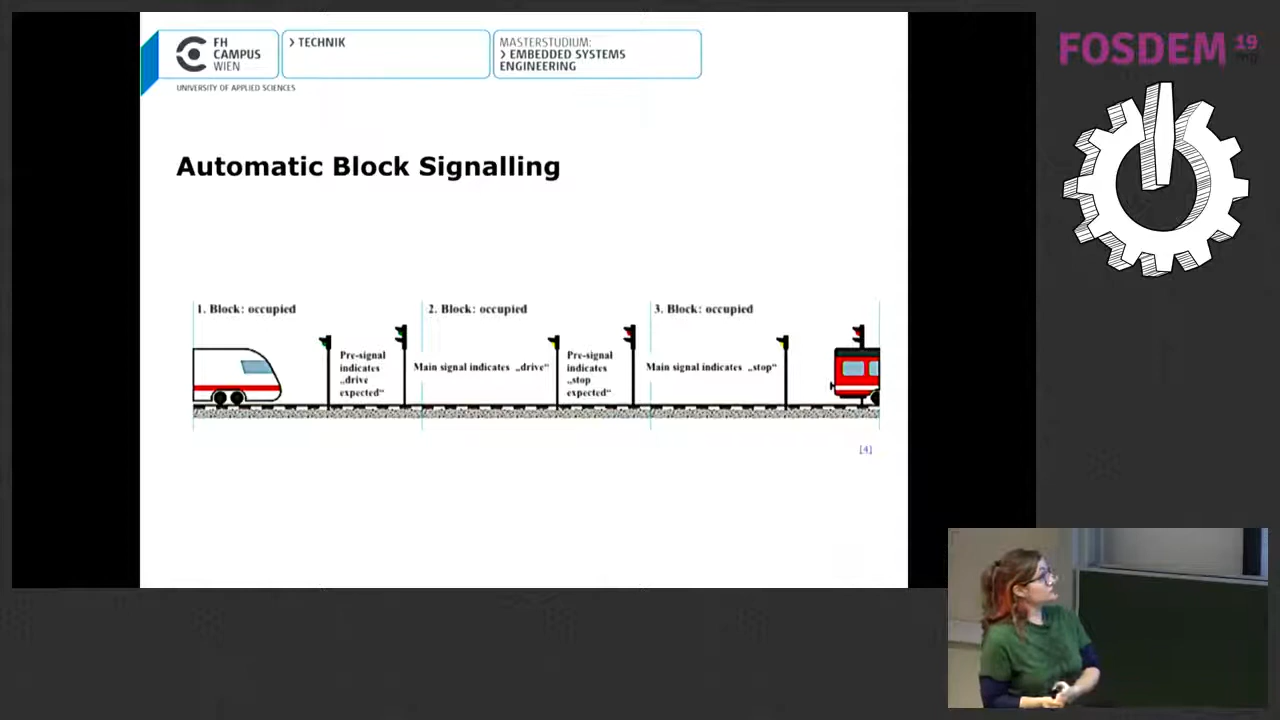 FH
CAMPUS
WIEN
> TECHNIK
MASTERSTUDIUM:
> EMBEDDED SYSTEMS
ENGINEERING
UNIVERSITY OF APPLIED SCIENCES
FOSDEM 19
.org
Automatic Block Signalling
1. Block: occupied
2. Block: occupied
3. Block: occupied
Pre-signal
indicates
„drive
expected“
Main signal indicates „drive“
Pre-signal
indicates
„stop
expected“
Main signal indicates „stop“
[4]